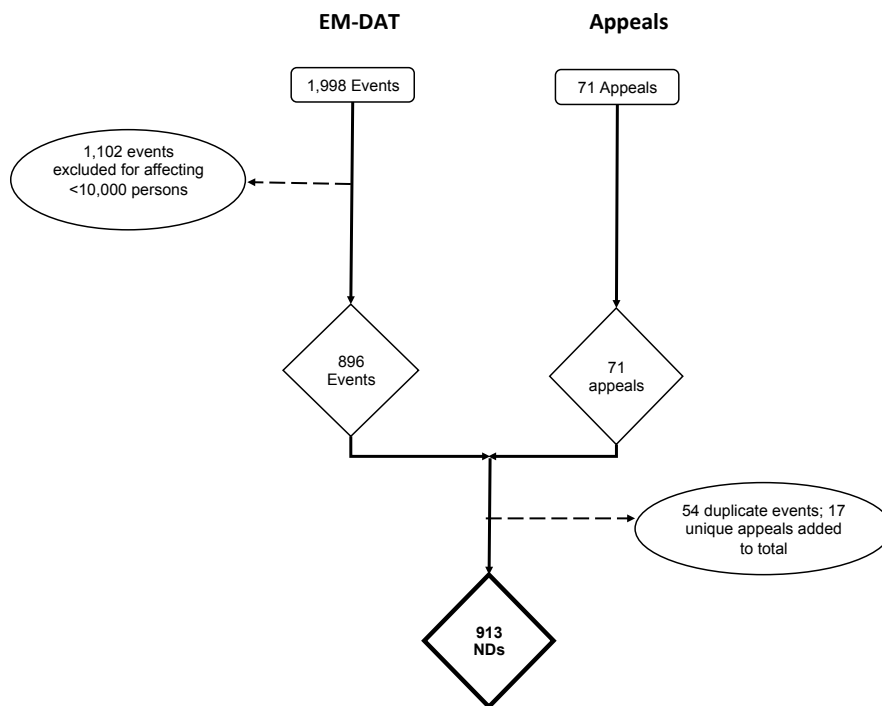 EM-DAT
Appeals
1,998 Events
71 Appeals
1,102 events
excluded for affecting
<10,000 persons
896
Events
71
appeals
54 duplicate events; 17
unique appeals added
to total
913
NDs